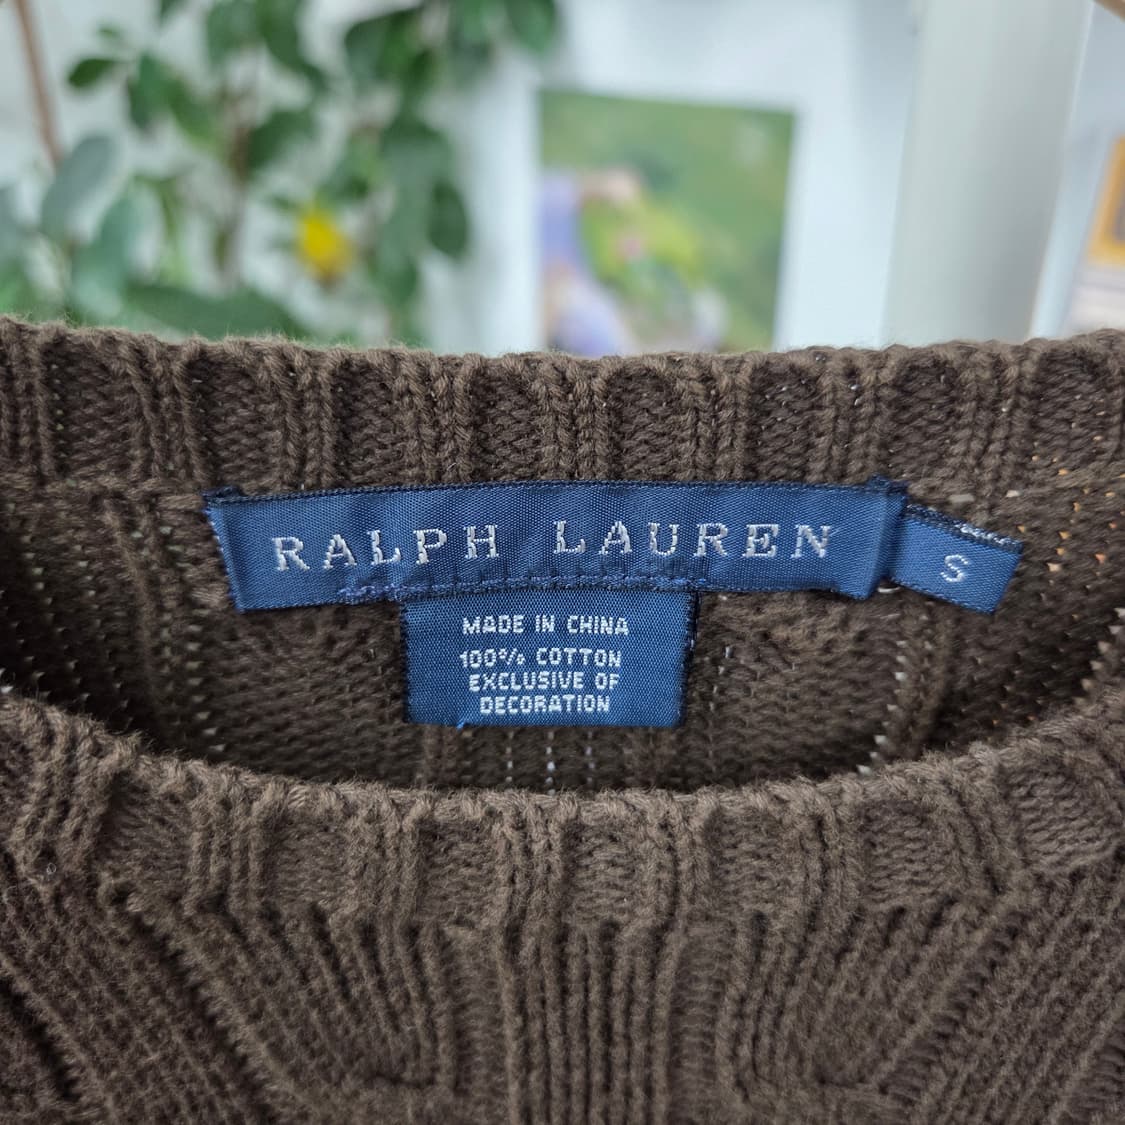 RALPH LAUREN
S
MADE IN CHINA
100% COTTON
EXCLUSIVE OF
DECORATION